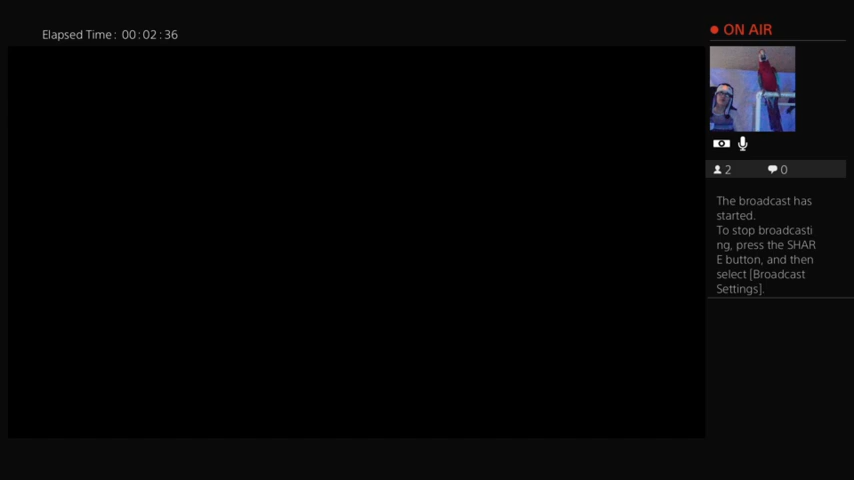 Elapsed Time: 00:02:36
ON AIR
2 0
The broadcast has
started.
To stop broadcasti
ng, press the SHAR
E button, and then
select [Broadcast
Settings].